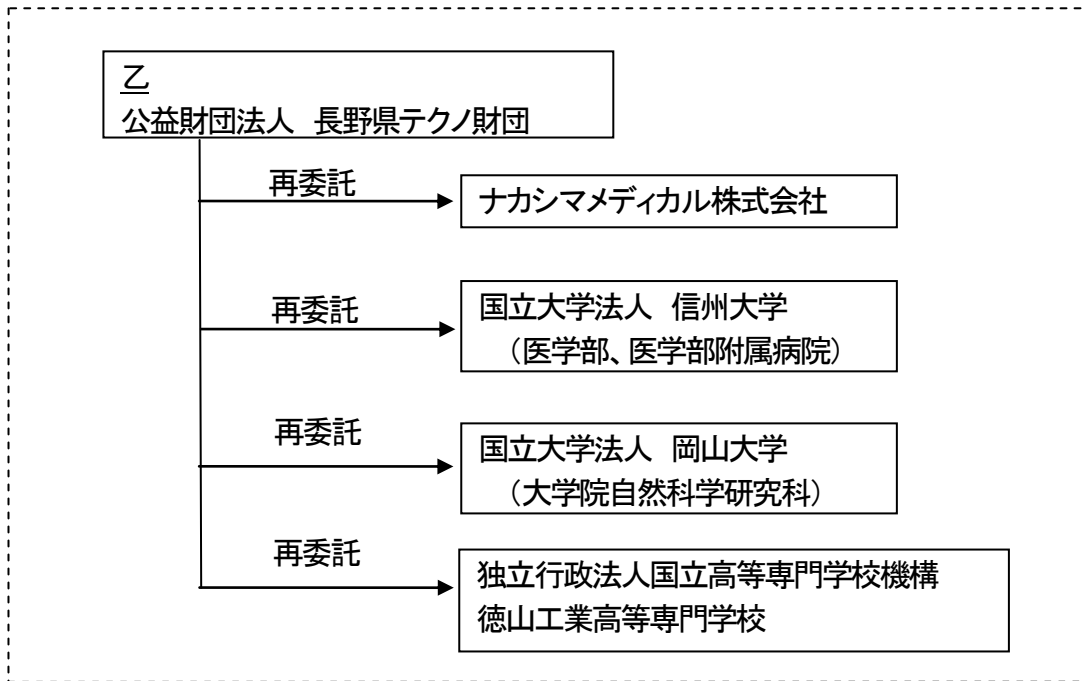 乙
公益財団法人 長野県テクノ財団
再委託
ナカシマメディカル株式会社
再委託
国立大学法人 信州大学
（医学部、医学部附属病院）
再委託
国立大学法人 岡山大学
（大学院自然科学研究科）
再委託
独立行政法人国立高等専門学校機構
徳山工業高等専門学校